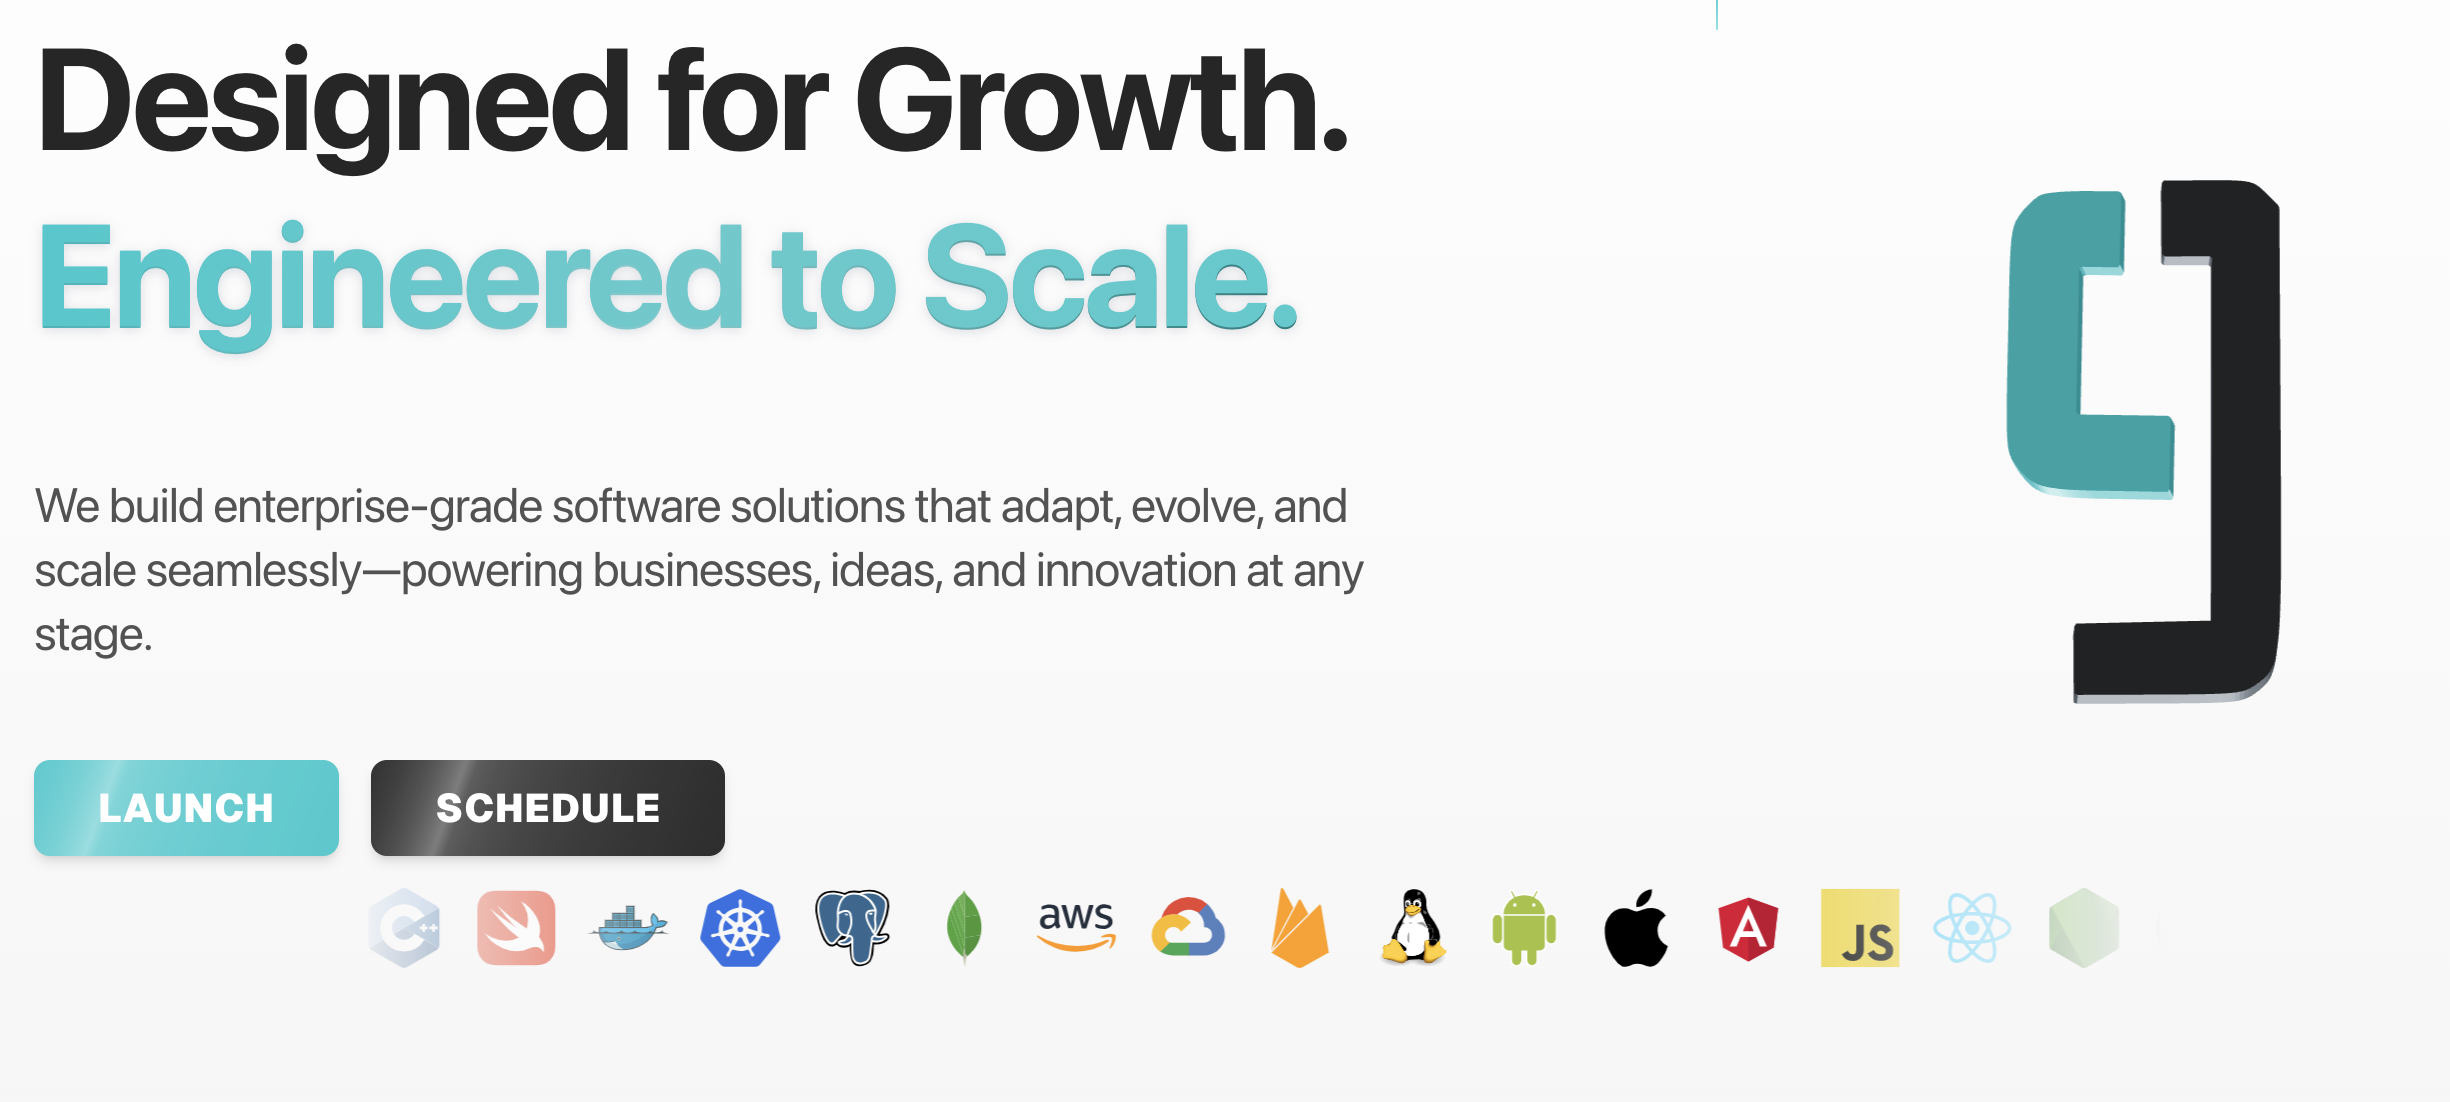 Designed for Growth.
Engineered to Scale.
We build enterprise-grade software solutions that adapt, evolve, and
scale seamlessly—powering businesses, ideas, and innovation at any
stage.
LAUNCH
SCHEDULE
C++
aws
A
JS